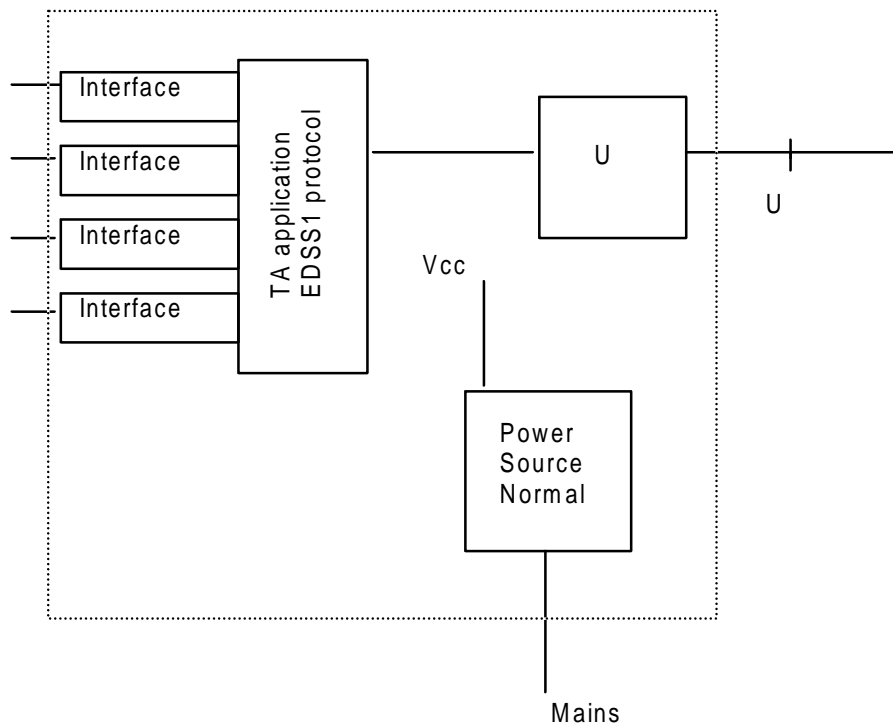 Interface
Interface
Interface
Interface
TA application
EDSS1 protocol
U
U
Vcc
Power
Source
Normal
Mains